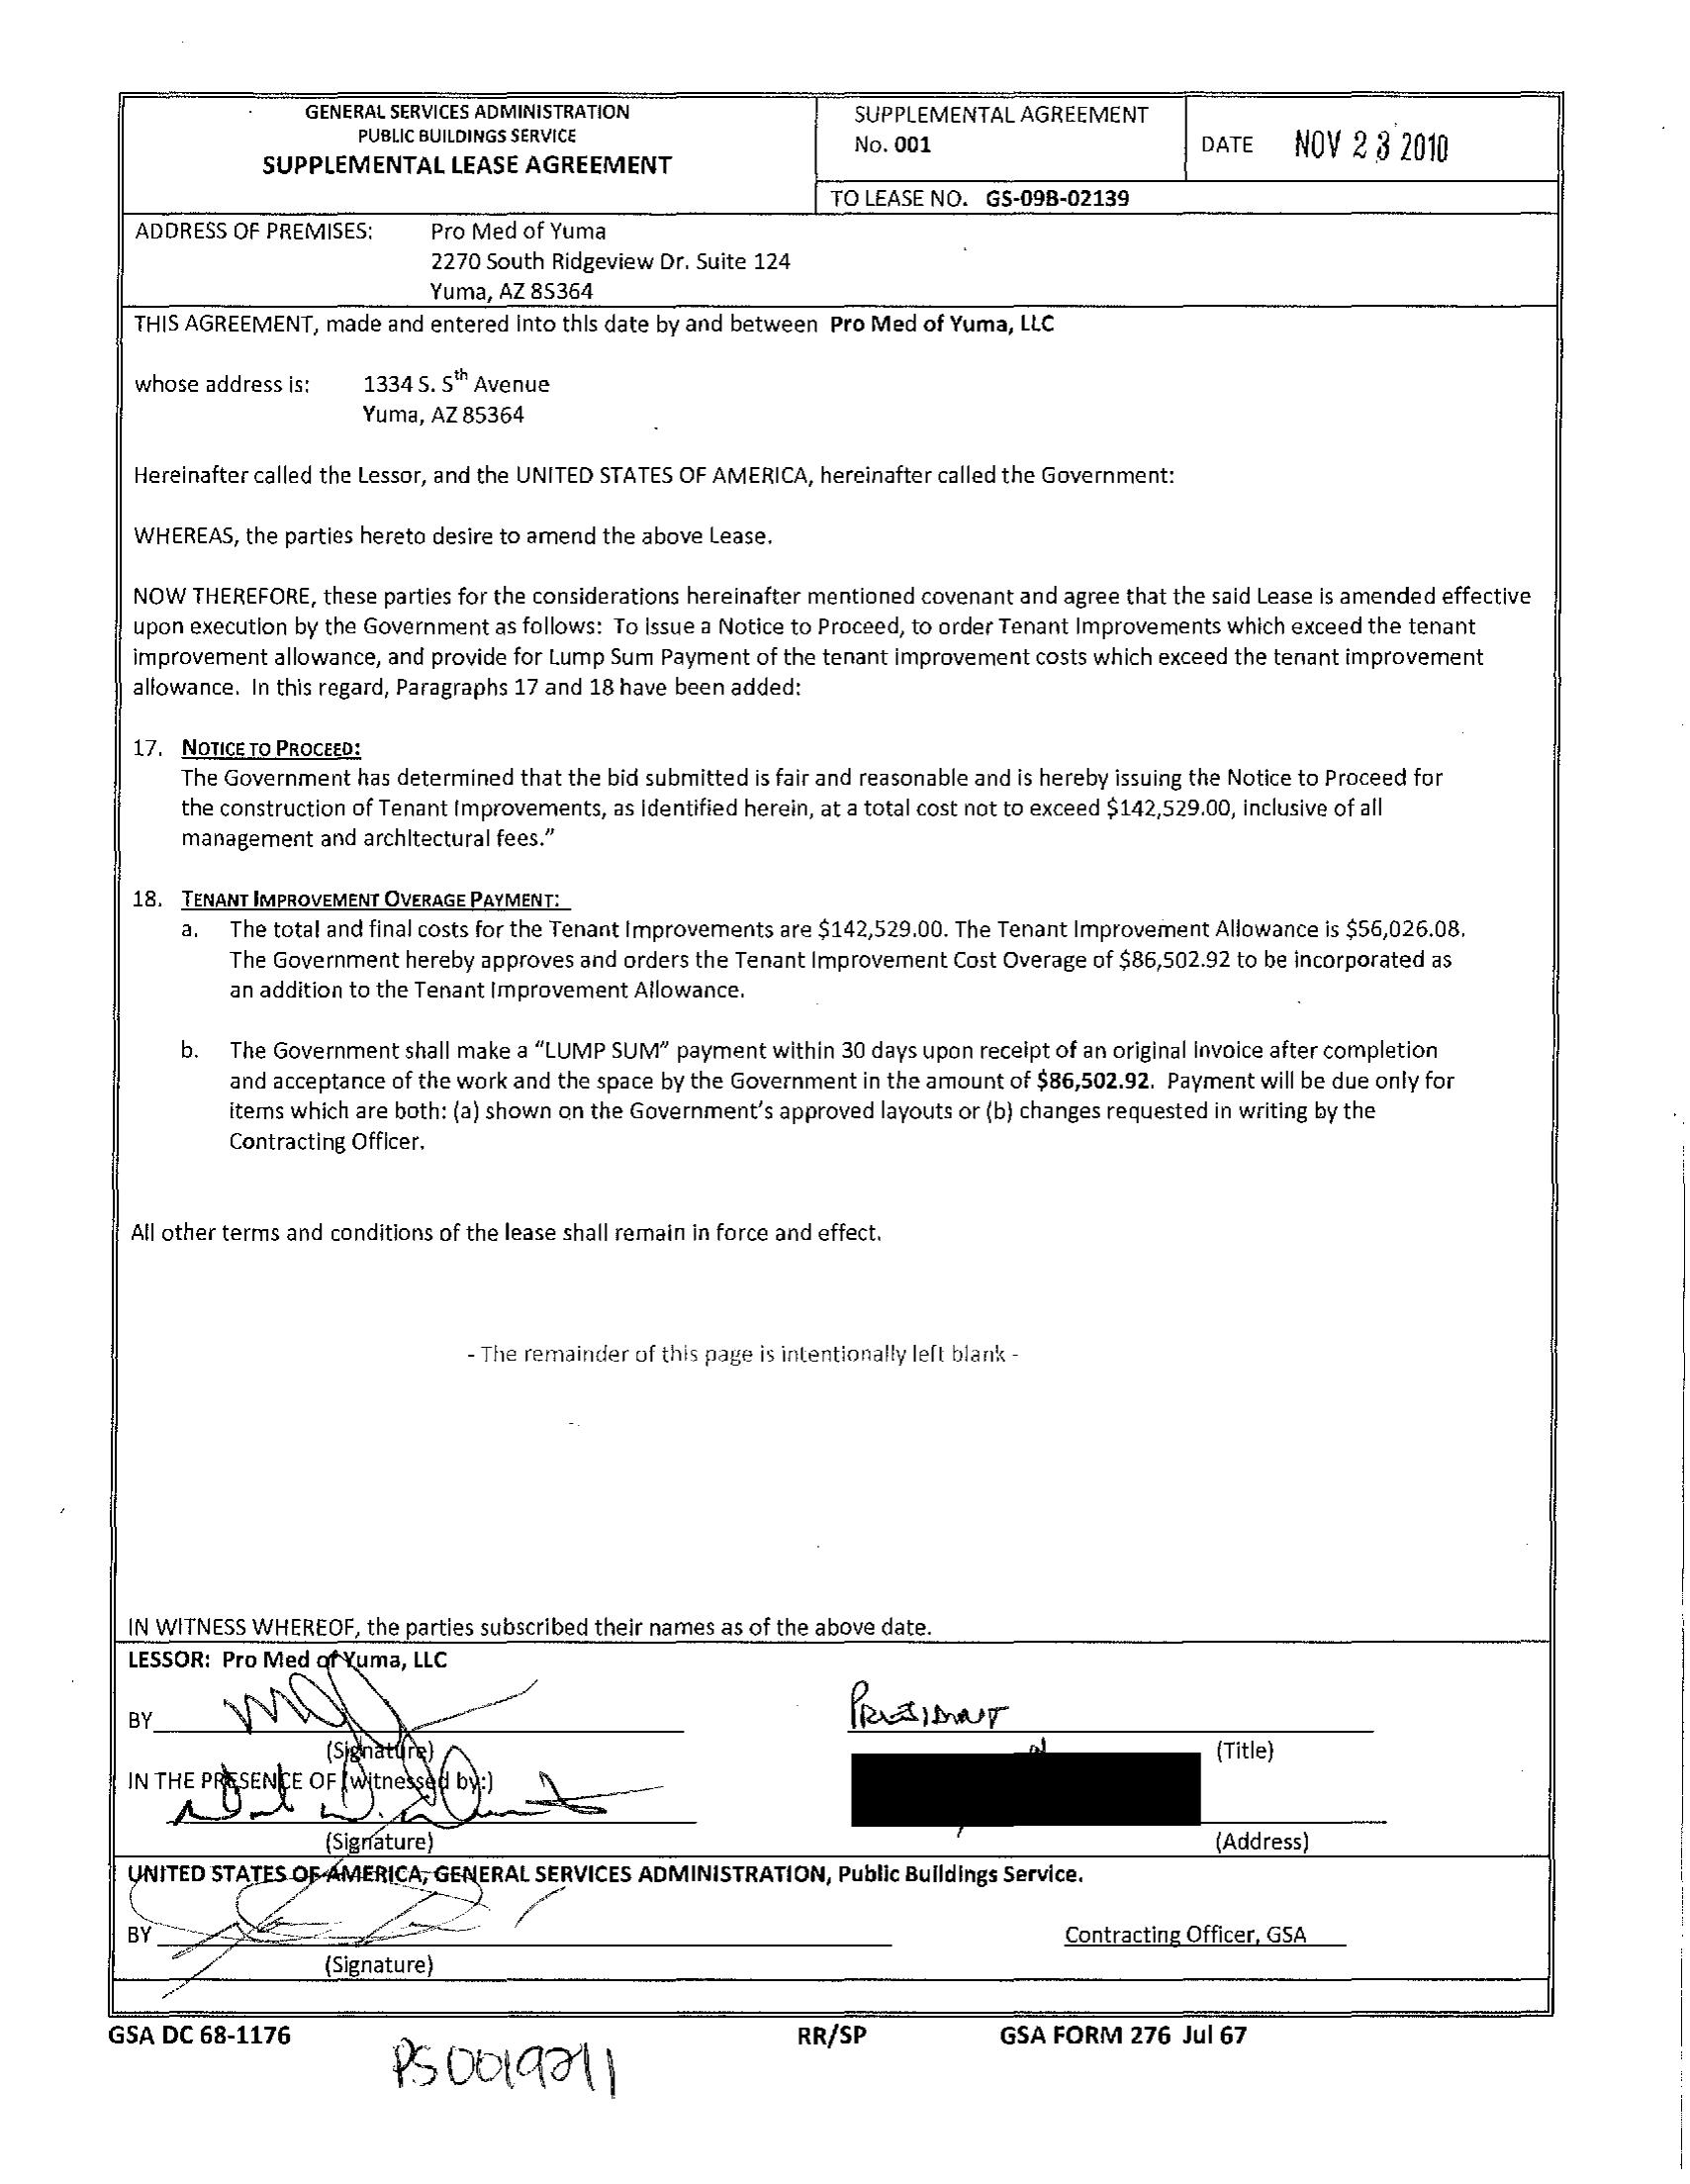 GENERAL SERVICES ADMINISTRATION
PUBLIC BUILDINGS SERVICE
SUPPLEMENTAL LEASE AGREEMENT
SUPPLEMENTAL AGREEMENT
No. 001
DATE NOV 23 2010
TO LEASE NO. GS-09B-02139
ADDRESS OF PREMISES: Pro Med of Yuma
2270 South Ridgeview Dr. Suite 124
Yuma, AZ 85364
THIS AGREEMENT, made and entered into this date by and between Pro Med of Yuma, LLC
whose address is: 1334 S. 5th Avenue
Yuma, AZ 85364
Hereinafter called the Lessor, and the UNITED STATES OF AMERICA, hereinafter called the Government:
WHEREAS, the parties hereto desire to amend the above Lease.
NOW THEREFORE, these parties for the considerations hereinafter mentioned covenant and agree that the said Lease is amended effective
upon execution by the Government as follows: To Issue a Notice to Proceed, to order Tenant Improvements which exceed the tenant
improvement allowance, and provide for Lump Sum Payment of the tenant improvement costs which exceed the tenant improvement
allowance. In this regard, Paragraphs 17 and 18 have been added:
17. NOTICE TO PROCEED:
The Government has determined that the bid submitted is fair and reasonable and is hereby issuing the Notice to Proceed for
the construction of Tenant Improvements, as identified herein, at a total cost not to exceed $142,529.00, inclusive of all
management and architectural fees.”
18. TENANT IMPROVEMENT OVERAGE PAYMENT:
a. The total and final costs for the Tenant Improvements are $142,529.00. The Tenant Improvement Allowance is $56,026.08.
The Government hereby approves and orders the Tenant Improvement Cost Overage of $86,502.92 to be incorporated as
an addition to the Tenant Improvement Allowance.
b. The Government shall make a “LUMP SUM” payment within 30 days upon receipt of an original invoice after completion
and acceptance of the work and the space by the Government in the amount of $86,502.92. Payment will be due only for
items which are both: (a) shown on the Government’s approved layouts or (b) changes requested in writing by the
Contracting Officer.
All other terms and conditions of the lease shall remain in force and effect.
- The remainder of this page is intentionally left blank -
IN WITNESS WHEREOF, the parties subscribed their names as of the above date.
LESSOR: Pro Med of Yuma, LLC
BY
PRESIDENT
(Signature)
(Title)
IN THE PRESENCE OF (witnessed by:)
(Signature)
(Address)
UNITED STATES OF AMERICA, GENERAL SERVICES ADMINISTRATION, Public Buildings Service.
BY
Contracting Officer, GSA
(Signature)
GSA DC 68-1176 RR/SP GSA FORM 276 Jul 67
PS0019211